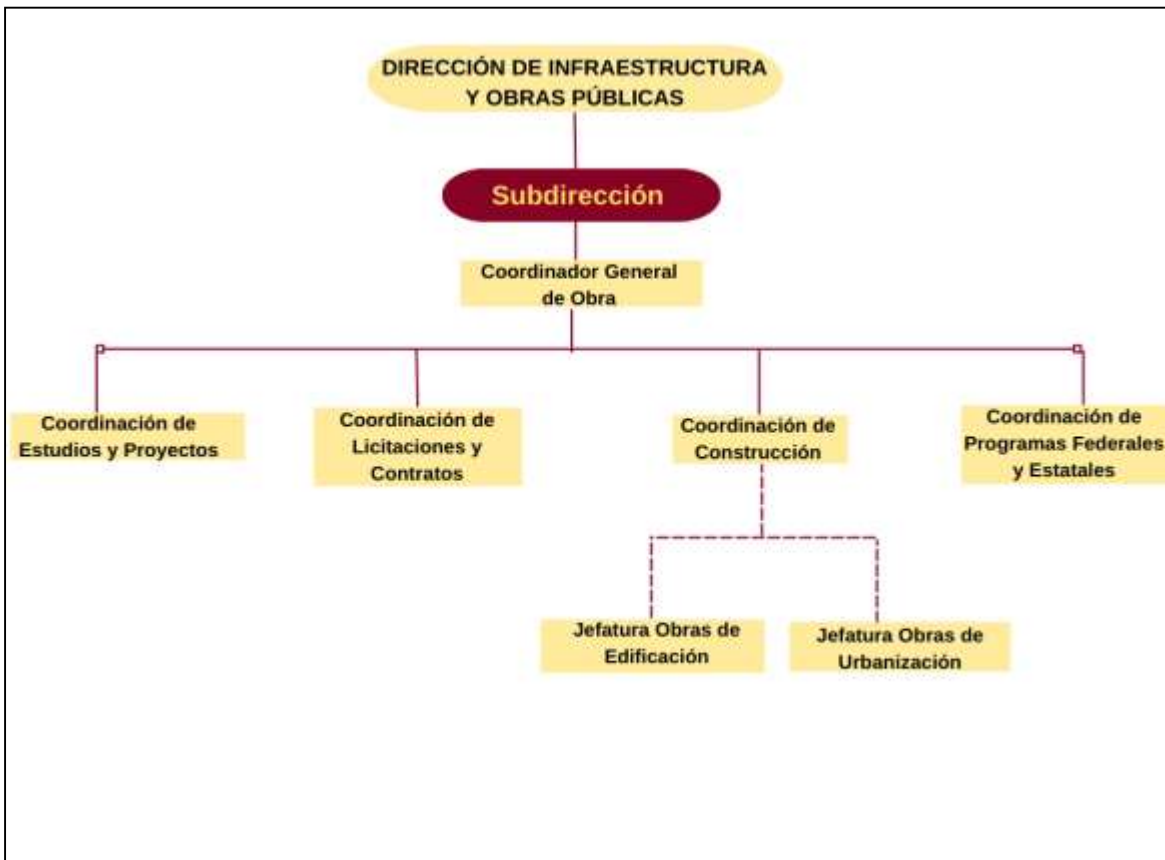 DIRECCIÓN DE INFRAESTRUCTURA
Y OBRAS PÚBLICAS
Subdirección
Coordinador General
de Obra
Coordinación de
Estudios y Proyectos
Coordinación de
Licitaciones y
Contratos
Coordinación de
Construcción
Coordinación de
Programas Federales
y Estatales
Jefatura Obras de
Edificación
Jefatura Obras de
Urbanización